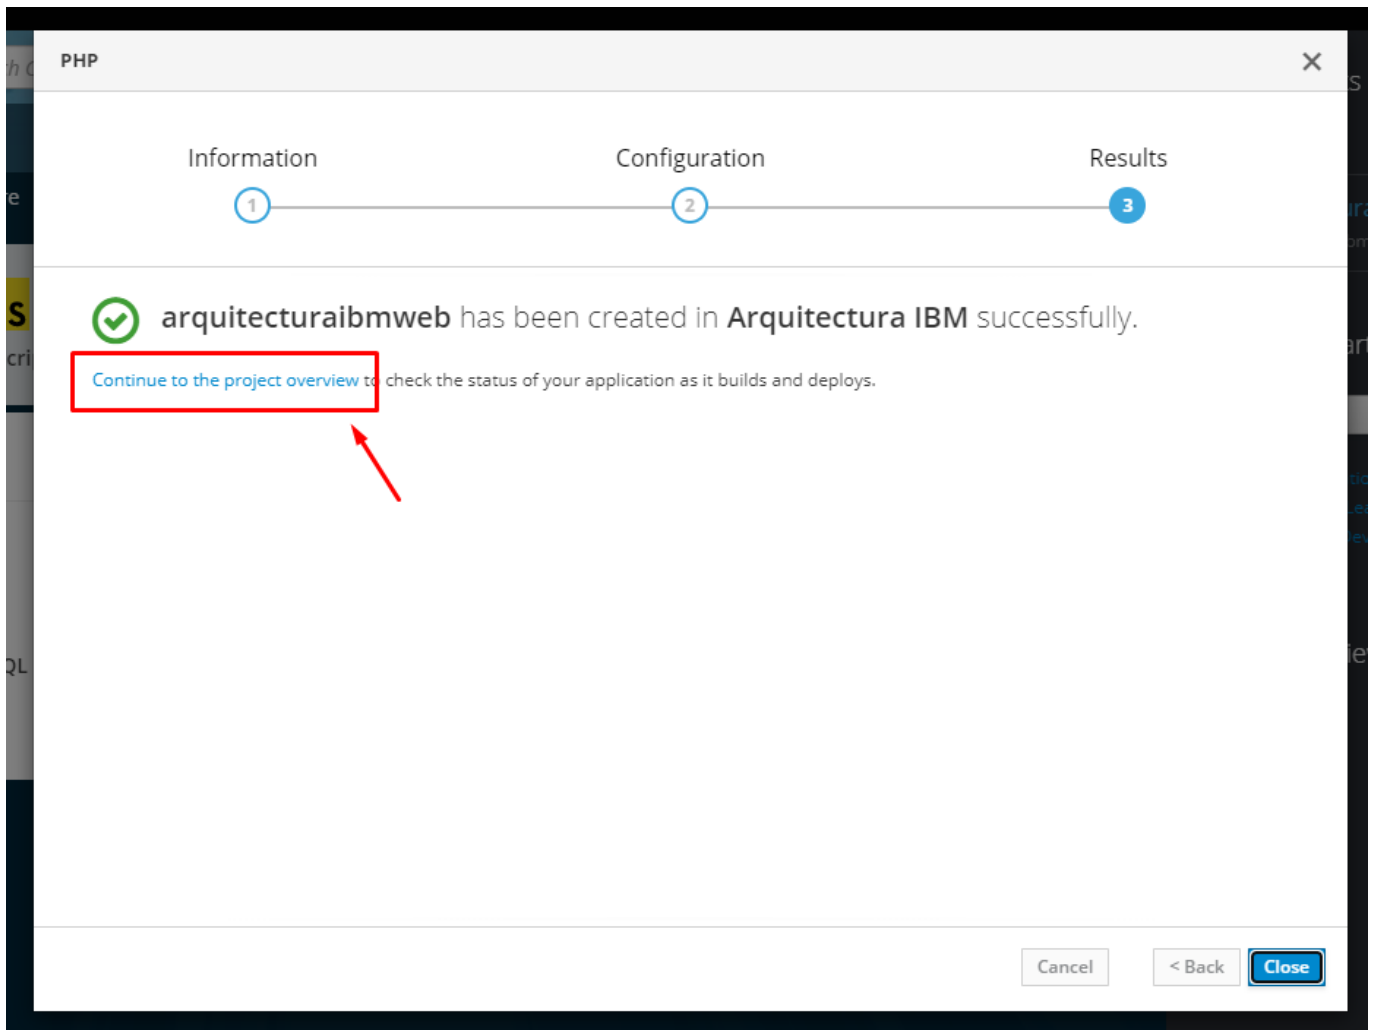 PHP
Information
Configuration
Results
1
2
3
arquitecturaibmweb has been created in Arquitectura IBM successfully.
Continue to the project overview to check the status of your application as it builds and deploys.
QL
Cancel
< Back
Close